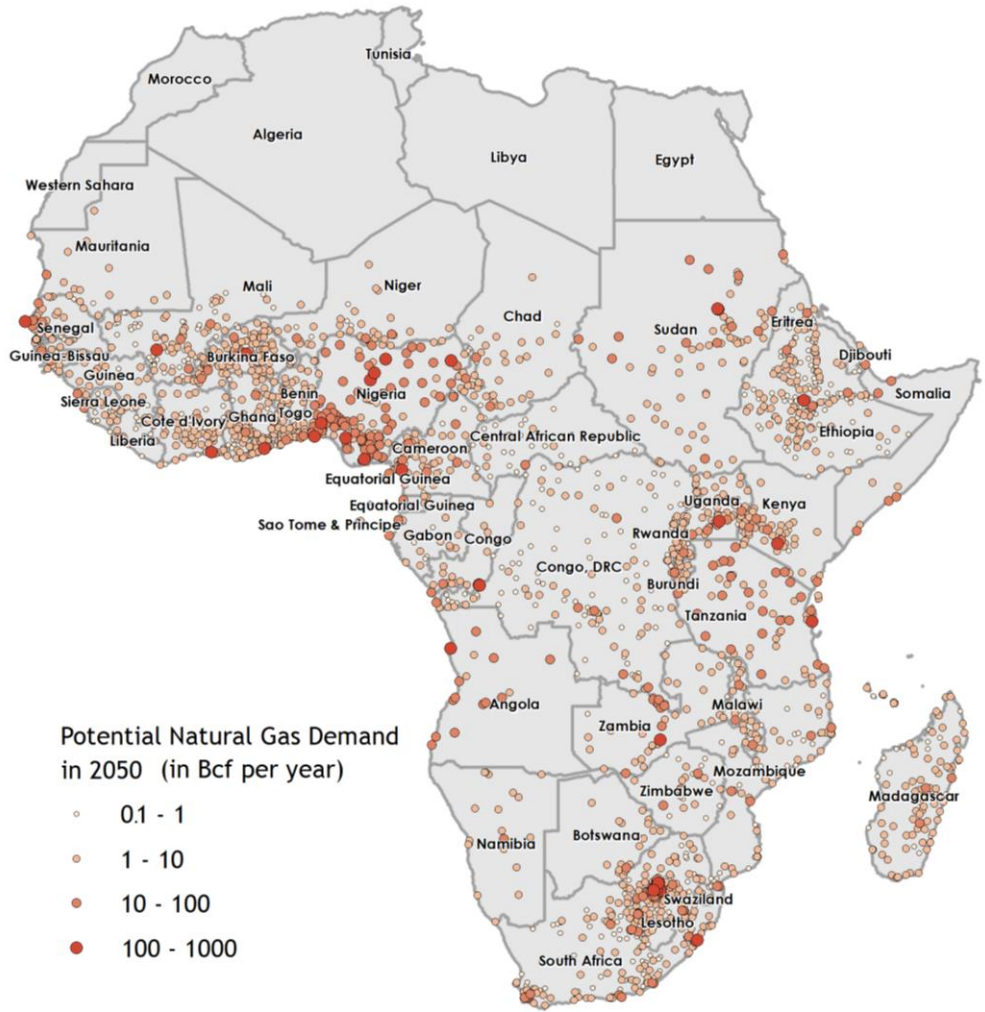 Tunisia
Morocco
Algeria
Libya
Egypt
Western Sahara
Mauritania
Mali
Niger
Chad
Sudan
Eritrea
Senegal
Guinea-Bissau
Burkina Faso
Djibouti
Guinea
Sierra Leone
Benin
Nigeria
Somalia
Cote d'Ivory
Ghana
Togo
Liberia
Ethiopia
Cameroon
Central African Republic
Equatorial Guinea
Equatorial Guinea
Uganda
Kenya
Sao Tome & Principe
Gabon
Congo
Rwanda
Congo, DRC
Burundi
Tanzania
Angola
Malawi
Zambia
Mozambique
Zimbabwe
Madagascar
Botswana
Namibia
Swaziland
Lesotho
South Africa
Potential Natural Gas Demand
in 2050 (in Bcf per year)
0.1 - 1
1 - 10
10 - 100
100 - 1000